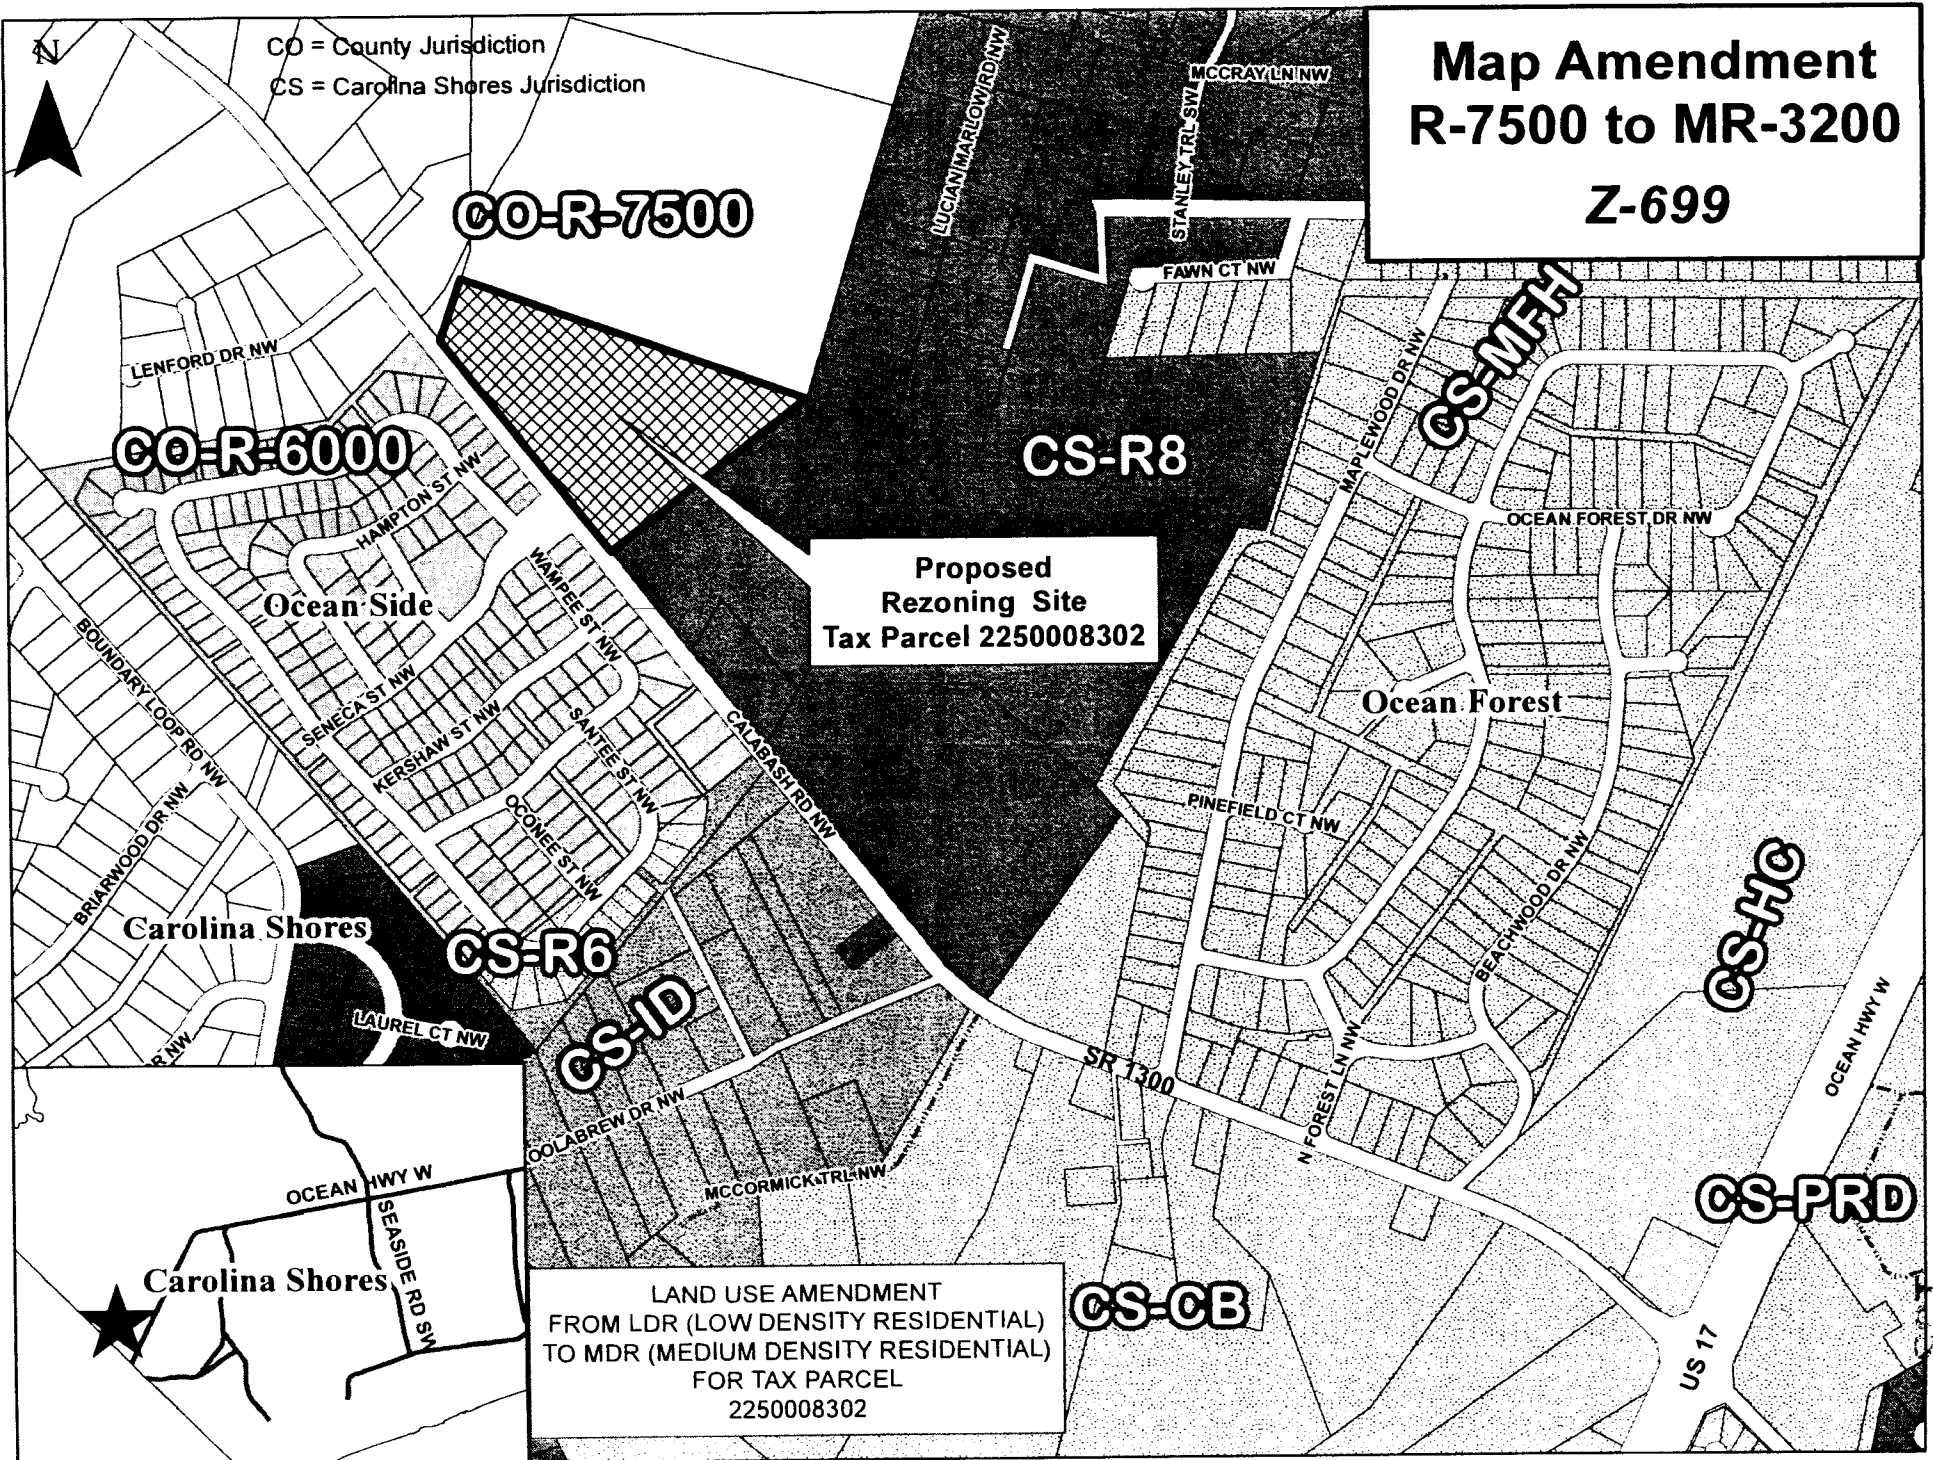 N
CO = County Jurisdiction
CS = Carolina Shores Jurisdiction
Map Amendment
R-7500 to MR-3200
Z-699
LUCIAN MARLOW RD NW
STANLEY TRL SW
MCCRAY LN NW
CO-R-7500
FAWN CT NW
LENFORD DR NW
CS-MFH
MAPLEWOOD DR NW
CO-R-6000
CS-R8
HAMPTON ST NW
OCEAN FOREST DR NW
Proposed
Rezoning Site
Tax Parcel 2250008302
WAMPEE ST NW
Ocean Side
BOUNDARY LOOP RD NW
SENECA ST NW
KERSHAW ST NW
SANTEE ST NW
CALABASH RD NW
Ocean Forest
OCONEE ST NW
PINEFIELD CT NW
BRIARWOOD DR NW
BEACHWOOD DR NW
Carolina Shores
CS-R6
CS-HC
CS-ID
LAUREL CT NW
DR NW
SR 1300
N FOREST LN NW
OCEAN HWY W
OOLABREW DR NW
MCCORMICK TRL NW
CS-PRD
OCEAN HWY W
SEASIDE RD SW
Carolina Shores
CS-CB
US 17
LAND USE AMENDMENT
FROM LDR (LOW DENSITY RESIDENTIAL)
TO MDR (MEDIUM DENSITY RESIDENTIAL)
FOR TAX PARCEL
2250008302